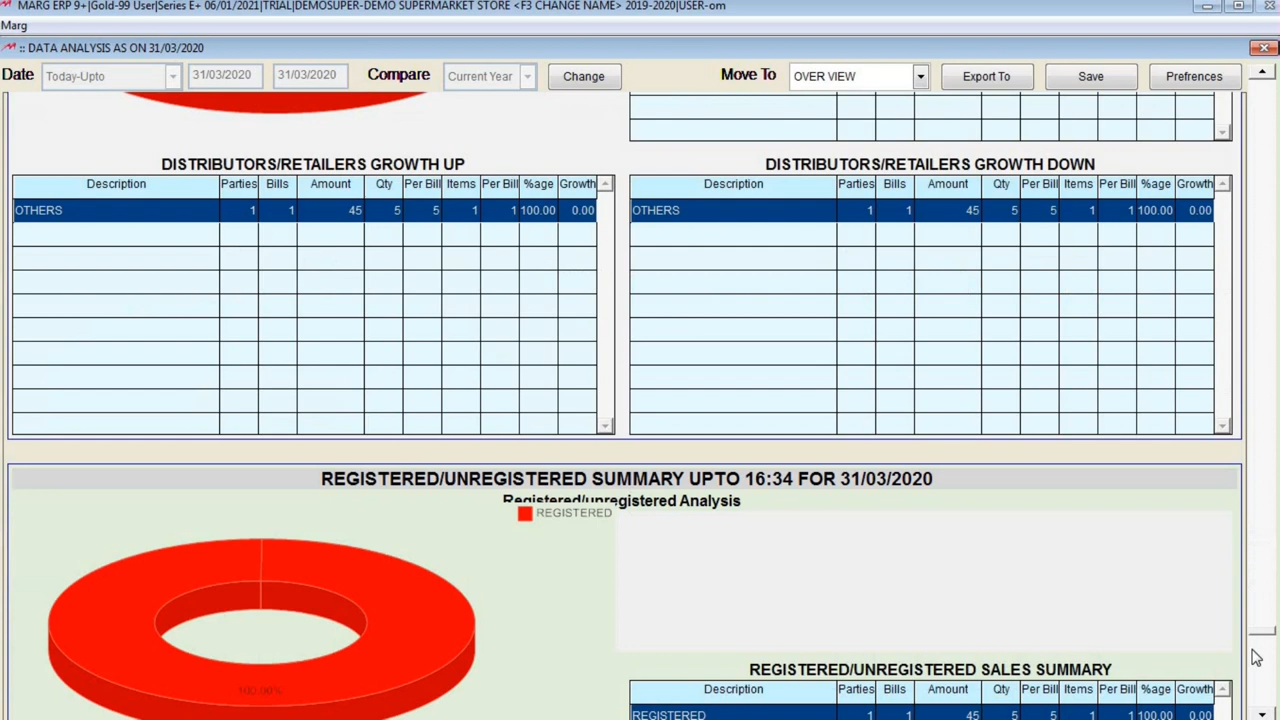 MARG ERP 9+|Gold-99 User|Series E+ 06/01/2021|TRIAL|DEMOSUPER-DEMO SUPERMARKET STORE <F3 CHANGE NAME> 2019-2020|USER-om
Marg
:: DATA ANALYSIS AS ON 31/03/2020
Date Today-Upto 31/03/2020 31/03/2020 Compare Current Year Change Move To OVER VIEW Export To Save Prefrences
DISTRIBUTORS/RETAILERS GROWTH UP
Description Parties Bills Amount Qty Per Bill Items Per Bill %age Growth
OTHERS 1 1 45 5 5 1 1 100.00 0.00
DISTRIBUTORS/RETAILERS GROWTH DOWN
Description Parties Bills Amount Qty Per Bill Items Per Bill %age Growth
OTHERS 1 1 45 5 5 1 1 100.00 0.00
REGISTERED/UNREGISTERED SUMMARY UPTO 16:34 FOR 31/03/2020
Registered/unregistered Analysis
REGISTERED
100.00%
REGISTERED/UNREGISTERED SALES SUMMARY
Description Parties Bills Amount Qty Per Bill Items Per Bill %age Growth
REGISTERED 1 1 45 5 5 1 1 100.00 0.00